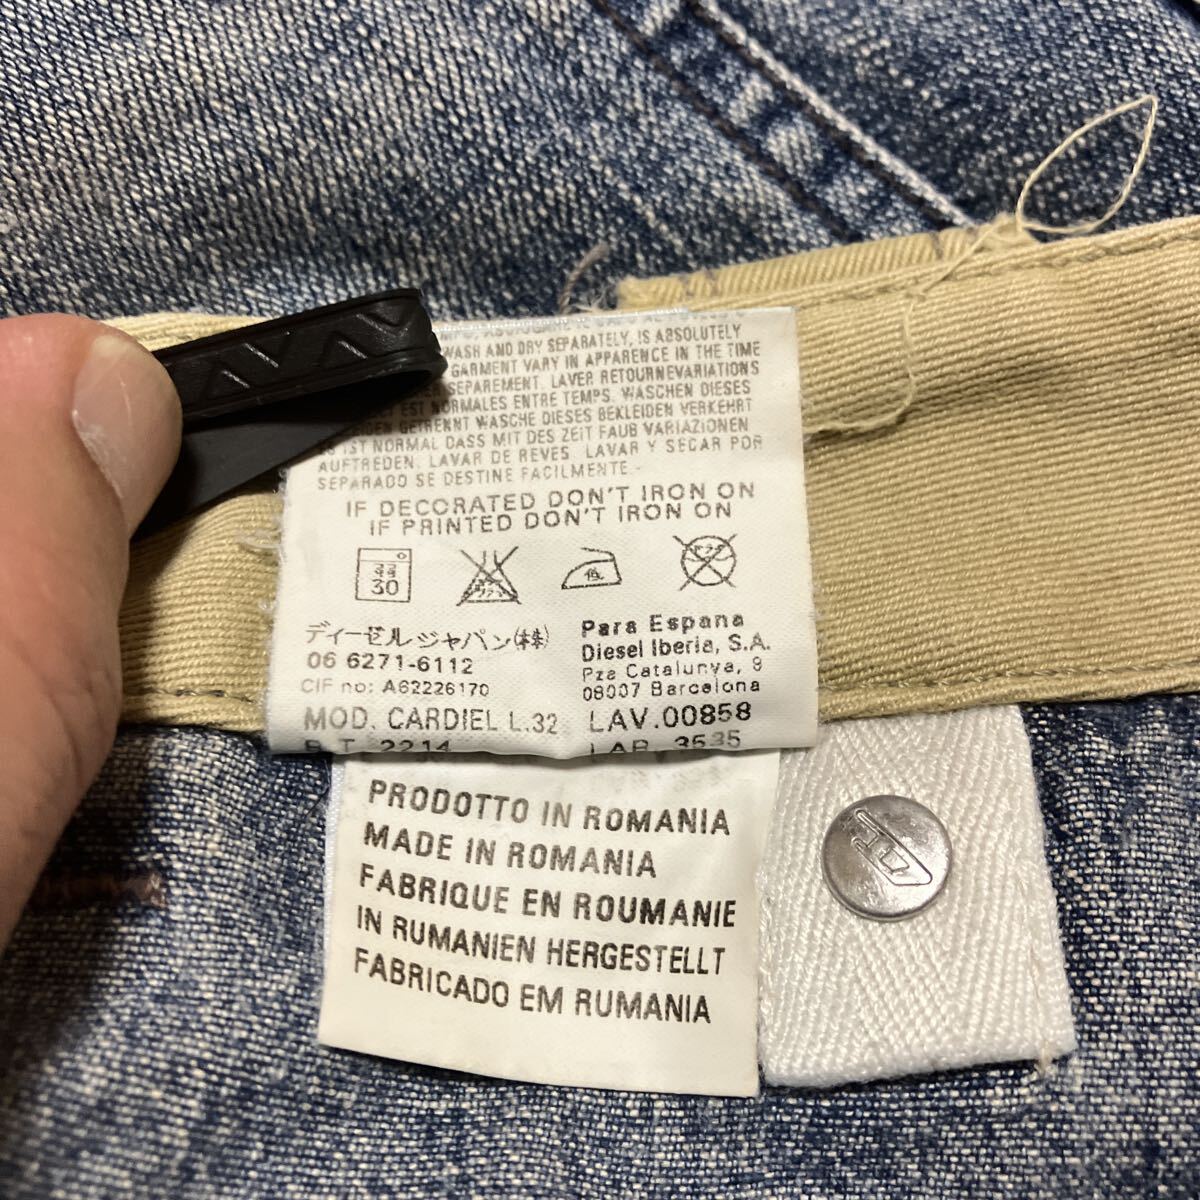 WASH AND DRY SEPARATELY, IS ABSOLUTELY
GARMENT VARY IN APPARENCE IN THE TIME
SEPAREMENT. LAVER RETOURNEVARIATIONS
EST NORMALES ENTRE TEMPS. WASCHEN DIESES
GETRENNT WASCHE DIESES BEKLEIDEN VERKEHRT
IST NORMAL DASS MIT DES ZEIT FAUB VARIAZIONEN
AUFTREDEN. LAVAR DE REVES. LAVAR Y SECAR POR
SEPARADO SE DESTINE FACILMENTE.-
IF DECORATED DON'T IRON ON
IF PRINTED DON'T IRON ON
30
低
ディーゼルジャパン(株)
06 6271-6112
CIF no: A62226170
Para Espana
Diesel Iberia, S.A.
Pza Catalunya, 9
08007 Barcelona
MOD. CARDIEL L.32 LAV.00858
B.T. 2214 LAB. 3535
PRODOTTO IN ROMANIA
MADE IN ROMANIA
FABRIQUE EN ROUMANIE
IN RUMANIEN HERGESTELLT
FABRICADO EM RUMANIA